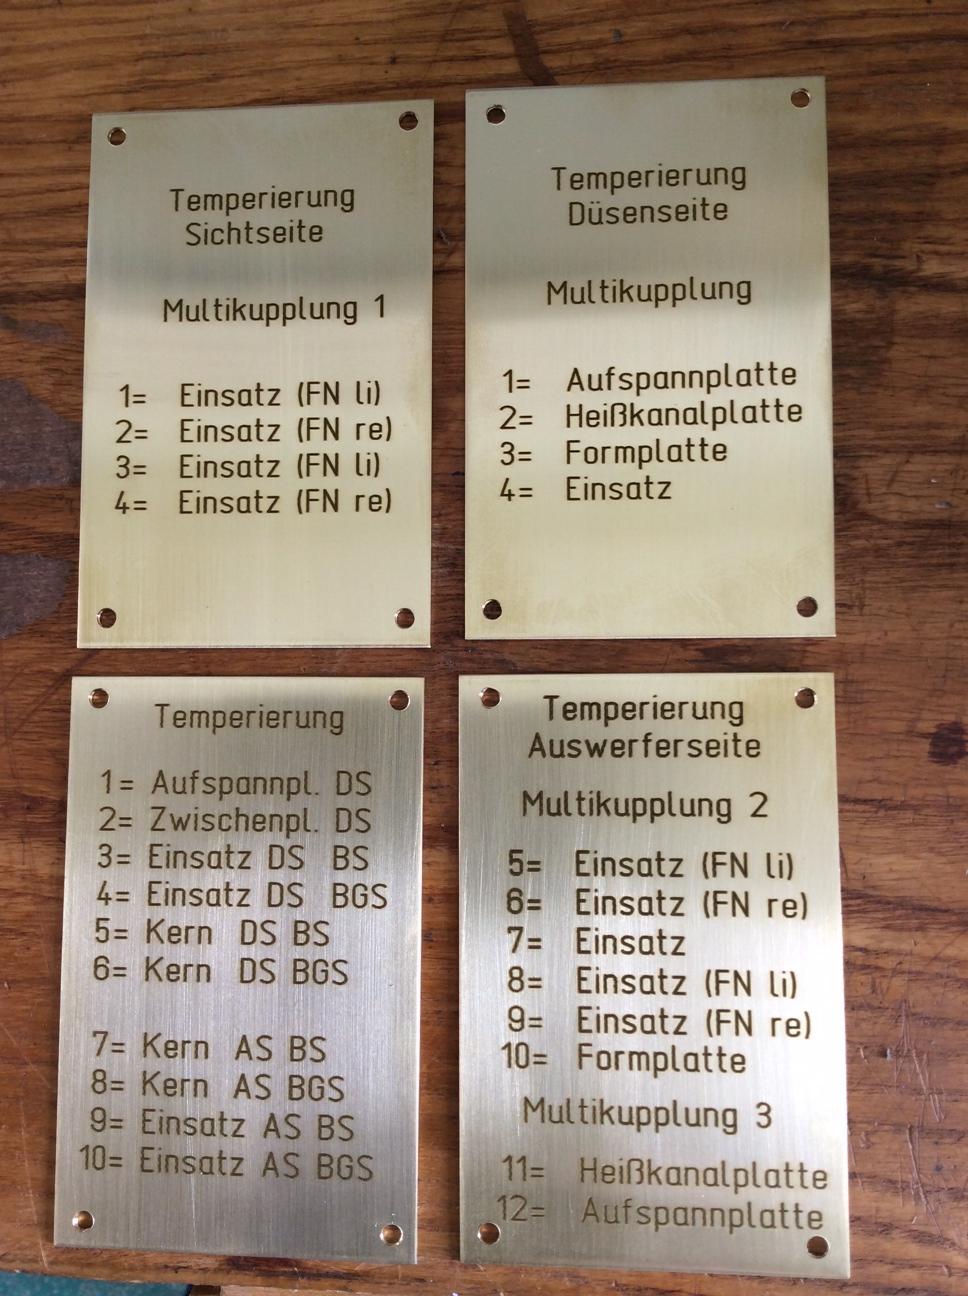 Temperierung
Sichtseite
Multikupplung 1
1= Einsatz (FN li)
2= Einsatz (FN re)
3= Einsatz (FN li)
4= Einsatz (FN re)
Temperierung
Düsenseite
Multikupplung
1= Aufspannplatte
2= Heißkanalplatte
3= Formplatte
4= Einsatz
Temperierung
1= Aufspannpl. DS
2= Zwischenpl. DS
3= Einsatz DS BS
4= Einsatz DS BGS
5= Kern DS BS
6= Kern DS BGS
7= Kern AS BS
8= Kern AS BGS
9= Einsatz AS BS
10= Einsatz AS BGS
Temperierung
Auswerferseite
Multikupplung 2
5= Einsatz (FN li)
6= Einsatz (FN re)
7= Einsatz
8= Einsatz (FN li)
9= Einsatz (FN re)
10= Formplatte
Multikupplung 3
11= Heißkanalplatte
12= Aufspannplatte